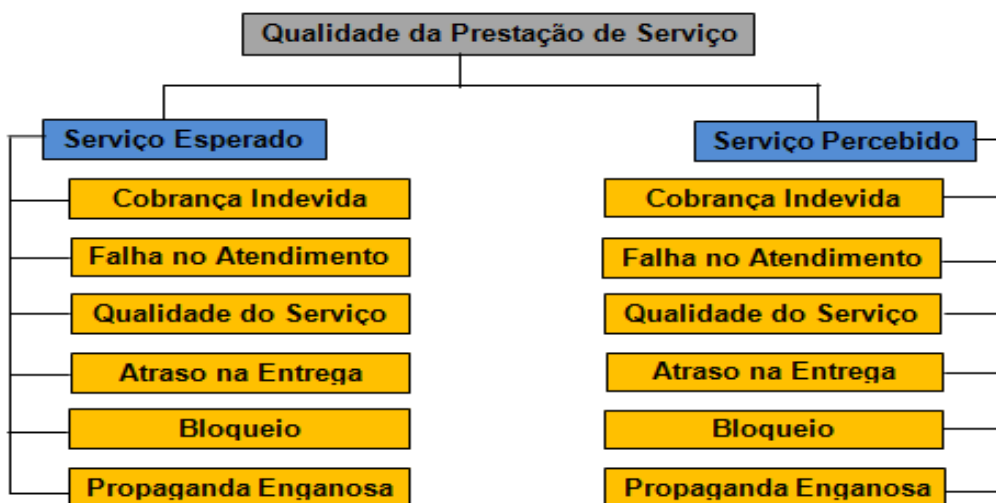 Qualidade da Prestação de Serviço
Serviço Esperado
Cobrança Indevida
Falha no Atendimento
Qualidade do Serviço
Atraso na Entrega
Bloqueio
Propaganda Enganosa
Serviço Percebido
Cobrança Indevida
Falha no Atendimento
Qualidade do Serviço
Atraso na Entrega
Bloqueio
Propaganda Enganosa